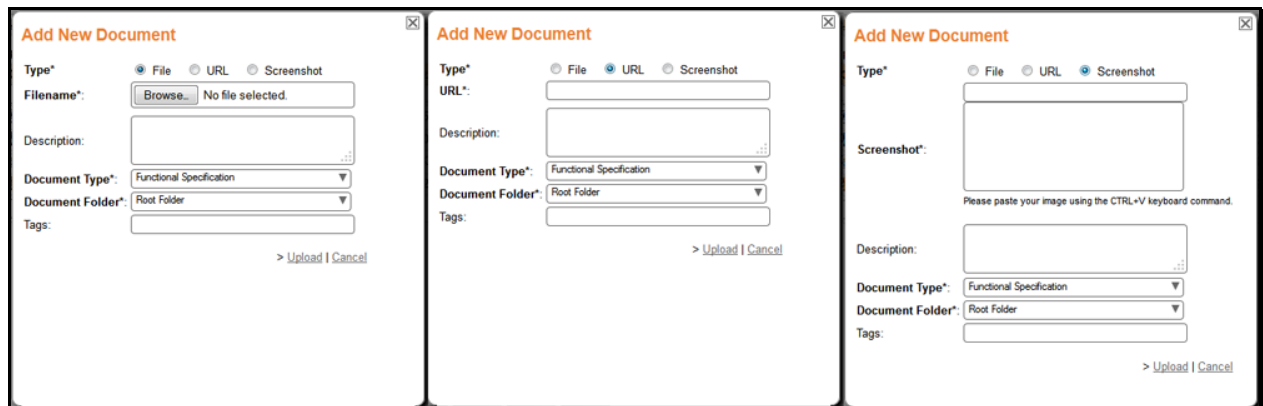 Add New Document
Type* File URL Screenshot
Filename*: Browse_ No file selected.
Description:
Document Type*: Functional Specification
Document Folder*: Root Folder
Tags:
> Upload | Cancel
Add New Document
Type* File URL Screenshot
URL*:
Description:
Document Type*: Functional Specification
Document Folder*: Root Folder
Tags:
> Upload | Cancel
Add New Document
Type* File URL Screenshot
Screenshot*:
Please paste your image using the CTRL+V keyboard command.
Description:
Document Type*: Functional Specification
Document Folder*: Root Folder
Tags:
> Upload | Cancel